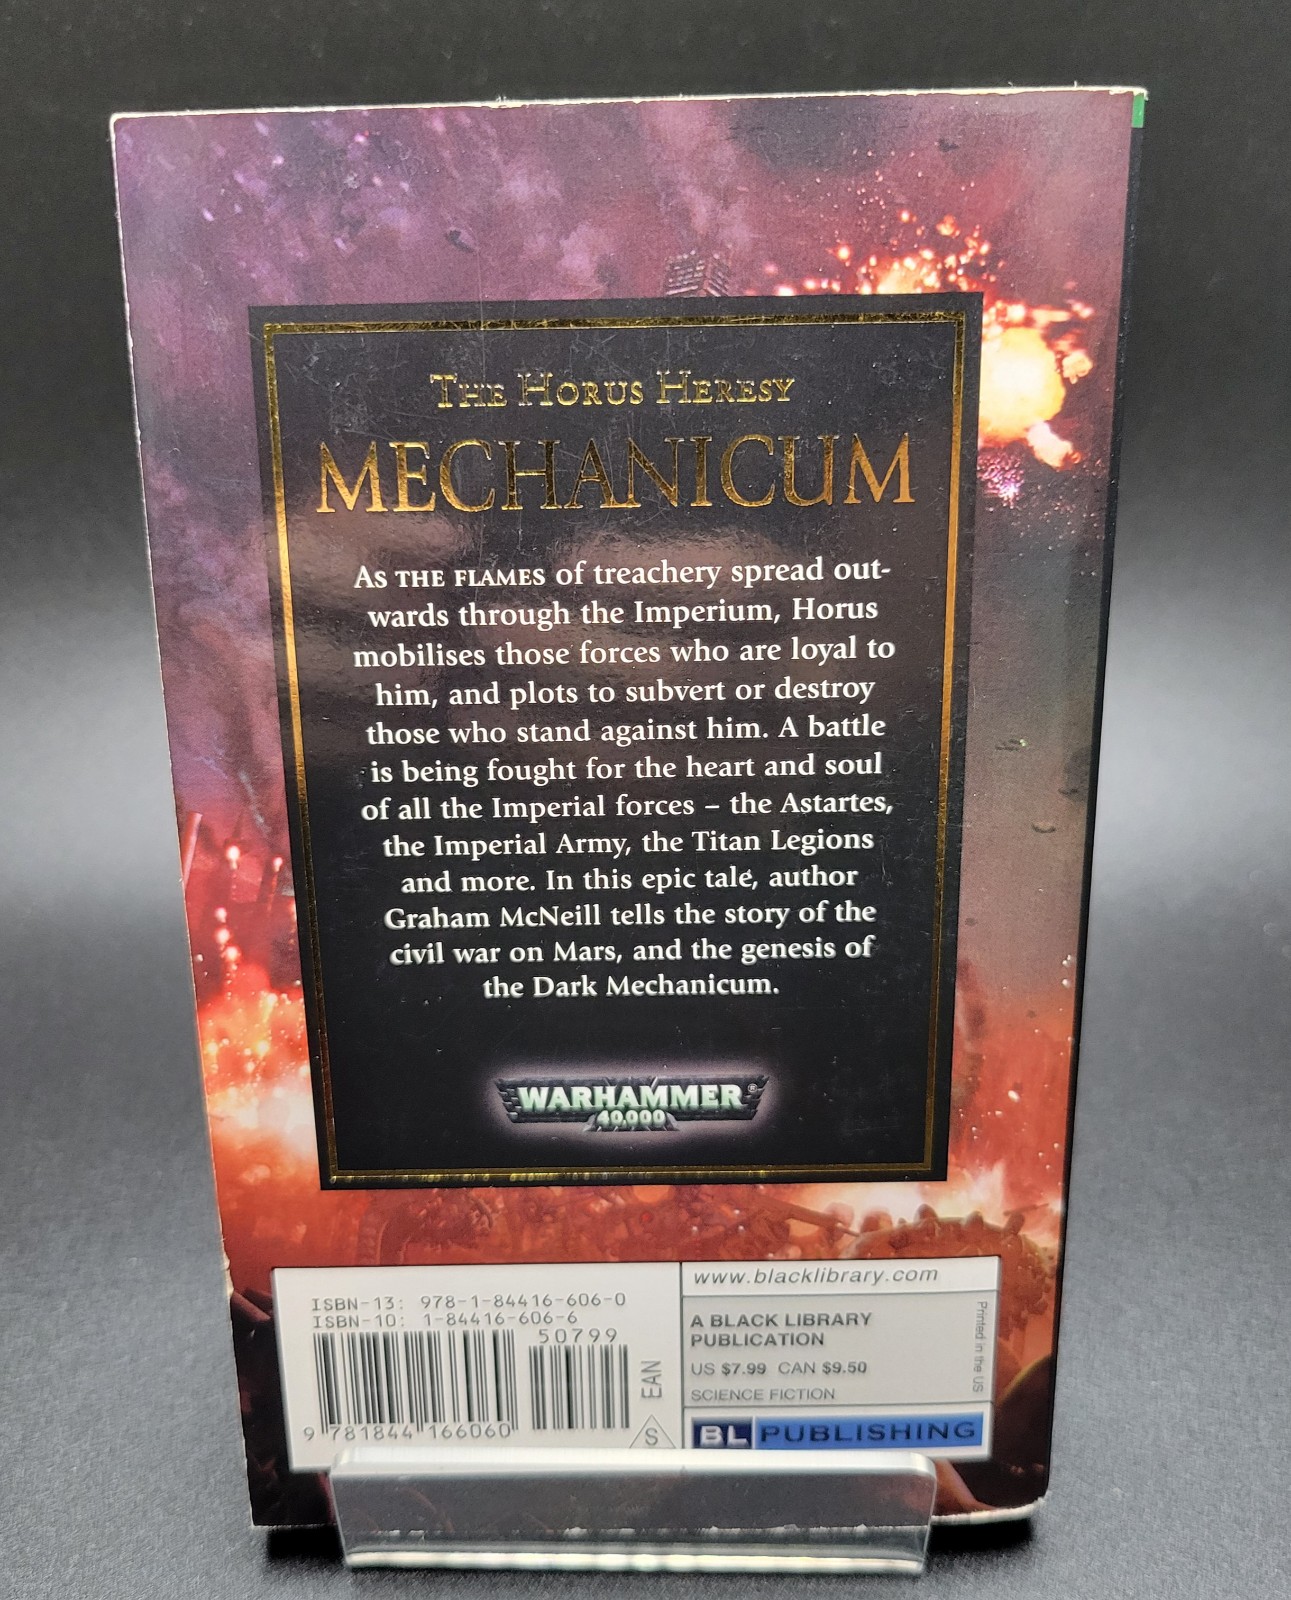 THE HORUS HERESY
MECHANICUM
AS THE FLAMES of treachery spread out-
wards through the Imperium, Horus
mobilises those forces who are loyal to
him, and plots to subvert or destroy
those who stand against him. A battle
is being fought for the heart and soul
of all the Imperial forces – the Astartes,
the Imperial Army, the Titan Legions
and more. In this epic tale, author
Graham McNeill tells the story of the
civil war on Mars, and the genesis of
the Dark Mechanicum.
WARHAMMER®
40,000
ISBN-13: 978-1-84416-606-0
ISBN-10: 1-84416-606-6
50799
9 781844 166060
EAN
S
www.blacklibrary.com
A BLACK LIBRARY
PUBLICATION
US $7.99 CAN $9.50
SCIENCE FICTION
Printed in the US
BL PUBLISHING